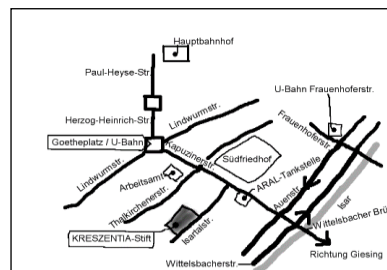 Hauptbahnhof
Paul-Heyse-Str.
U-Bahn Frauenhoferstr.
Herzog-Heinrich-Str.
Lindwurmstr.
Frauenhoferstr.
Goetheplatz / U-Bahn
Kapuzinerstr.
Südfriedhof
Lindwurmstr.
Arbeitsamt
ARAL-Tankstelle
Thalkirchenerstr.
Auenstr.
Isar
KRESZENTIA-Stift
Isartalstr.
Wittelsbacher Brü
Wittelsbacherstr.
Richtung Giesing